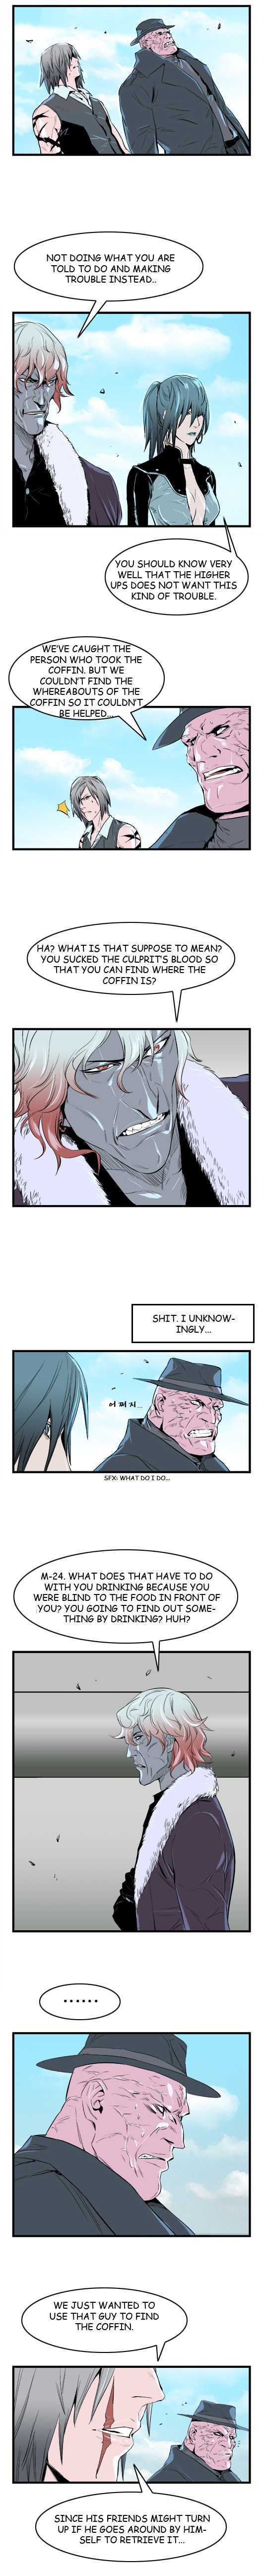 NOT DOING WHAT YOU ARE
TOLD TO DO AND MAKING
TROUBLE INSTEAD..
YOU SHOULD KNOW VERY
WELL THAT THE HIGHER
UPS DOES NOT WANT THIS
KIND OF TROUBLE.
WE'VE CAUGHT THE
PERSON WHO TOOK THE
COFFIN. BUT WE
COULDN'T FIND THE
WHEREABOUTS OF THE
COFFIN SO IT COULDN'T
BE HELPED...
HA? WHAT IS THAT SUPPOSE TO MEAN?
YOU SUCKED THE CULPRIT'S BLOOD SO
THAT YOU CAN FIND WHERE THE
COFFIN IS?
SHIT. I UNKNOW-
INGLY...
어쩌지...
SFX: WHAT DO I DO...
M-24. WHAT DOES THAT HAVE TO DO
WITH YOU DRINKING BECAUSE YOU
WERE BLIND TO THE FOOD IN FRONT OF
YOU? YOU GOING TO FIND OUT SOME-
THING BY DRINKING? HUH?
......
WE JUST WANTED TO
USE THAT GUY TO FIND
THE COFFIN.
SINCE HIS FRIENDS MIGHT TURN
UP IF HE GOES AROUND BY HIM-
SELF TO RETRIEVE IT...